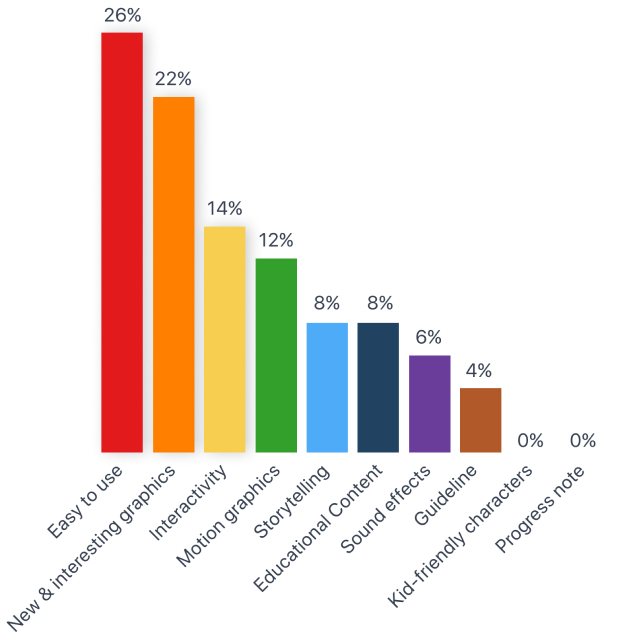 26%
22%
14%
12%
8%
8%
6%
4%
0%
0%
Easy to use
New & interesting graphics
Interactivity
Motion graphics
Storytelling
Educational Content
Sound effects
Guideline
Kid-friendly characters
Progress note